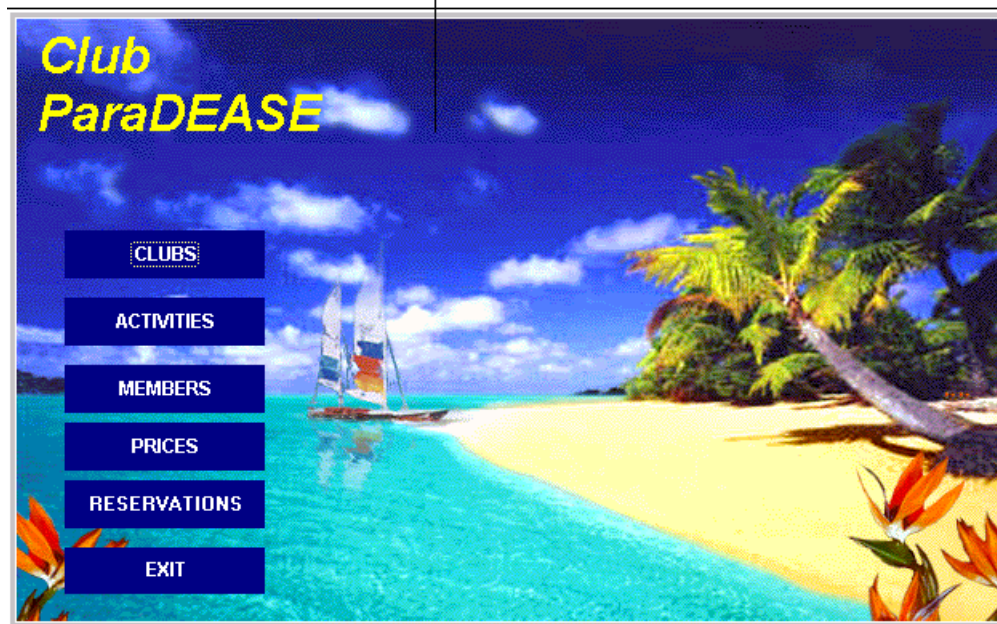 Club
ParaDEASE
CLUBS
ACTIVITIES
MEMBERS
PRICES
RESERVATIONS
EXIT